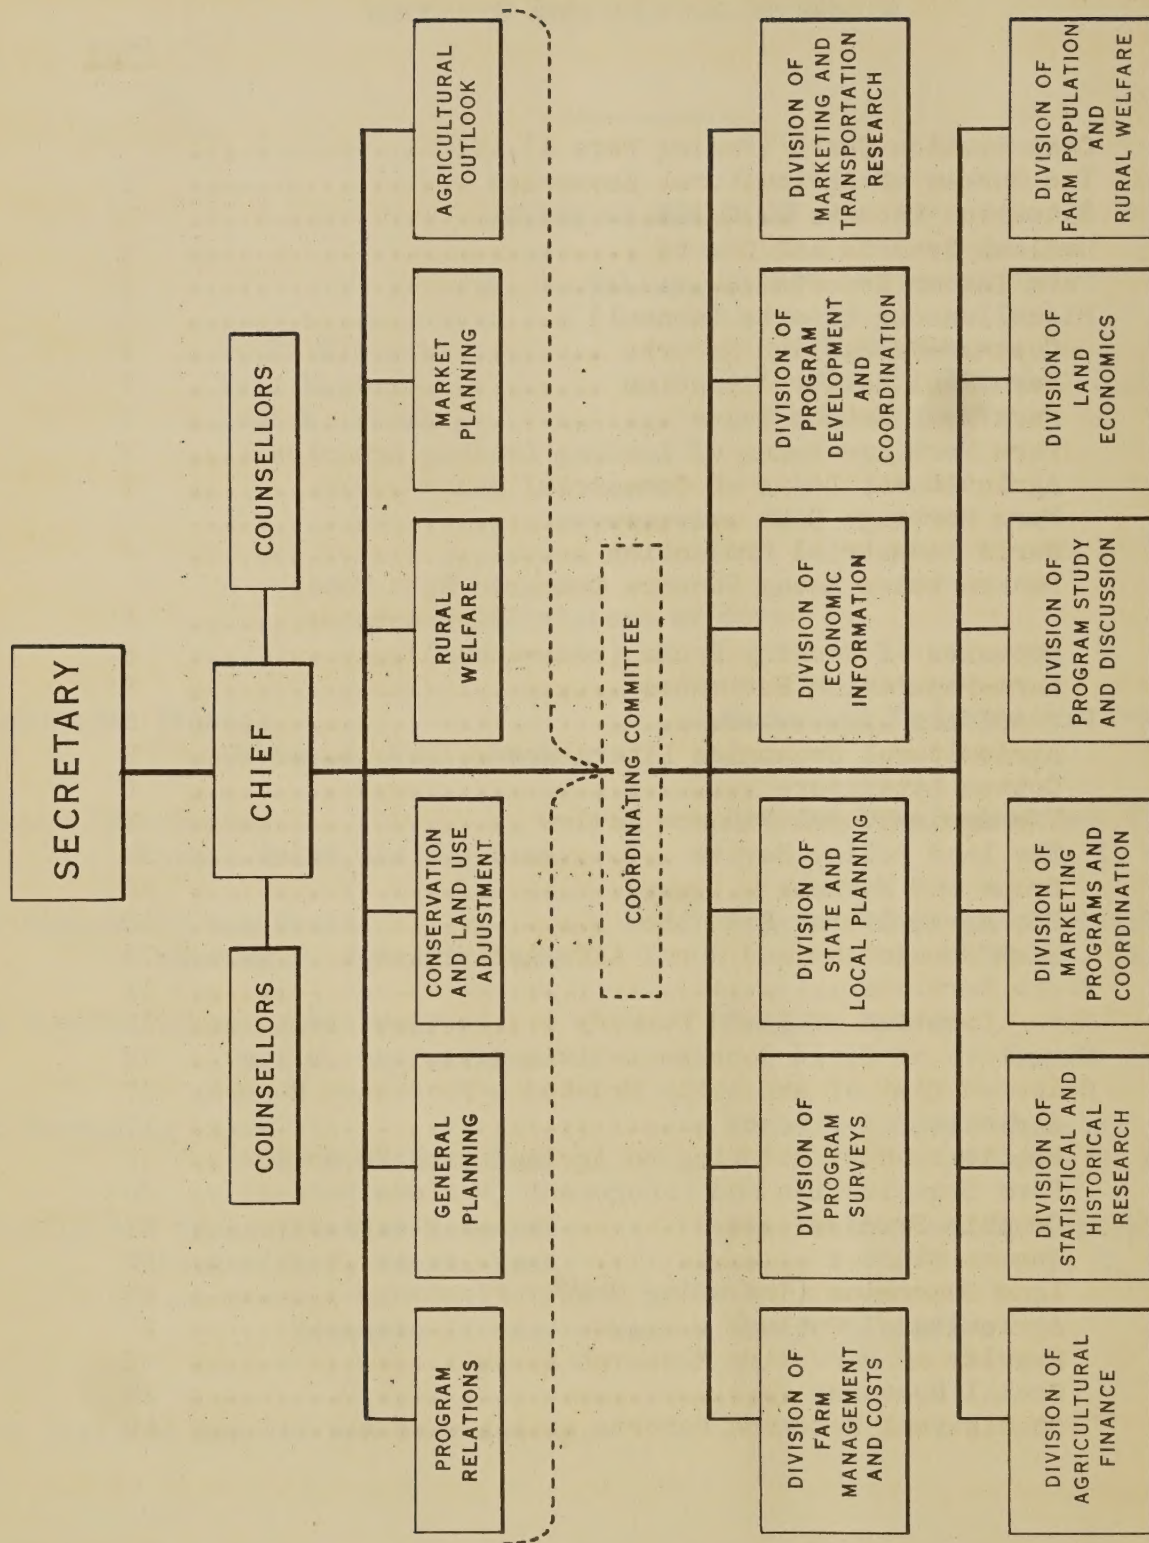 SECRETARY
COUNSELLORS
CHIEF
COUNSELLORS
PROGRAM
RELATIONS
GENERAL
PLANNING
CONSERVATION
AND LAND USE
ADJUSTMENT
RURAL
WELFARE
MARKET
PLANNING
AGRICULTURAL
OUTLOOK
COORDINATING COMMITTEE
DIVISION OF
FARM
MANAGEMENT
AND COSTS
DIVISION OF
PROGRAM
SURVEYS
DIVISION OF
STATE AND
LOCAL PLANNING
DIVISION OF
ECONOMIC
INFORMATION
DIVISION OF
PROGRAM
DEVELOPMENT
AND
COORDINATION
DIVISION OF
MARKETING AND
TRANSPORTATION
RESEARCH
DIVISION OF
AGRICULTURAL
FINANCE
DIVISION OF
STATISTICAL AND
HISTORICAL
RESEARCH
DIVISION OF
MARKETING
PROGRAMS AND
COORDINATION
DIVISION OF
PROGRAM STUDY
AND DISCUSSION
DIVISION OF
LAND
ECONOMICS
DIVISION OF
FARM POPULATION
AND
RURAL WELFARE